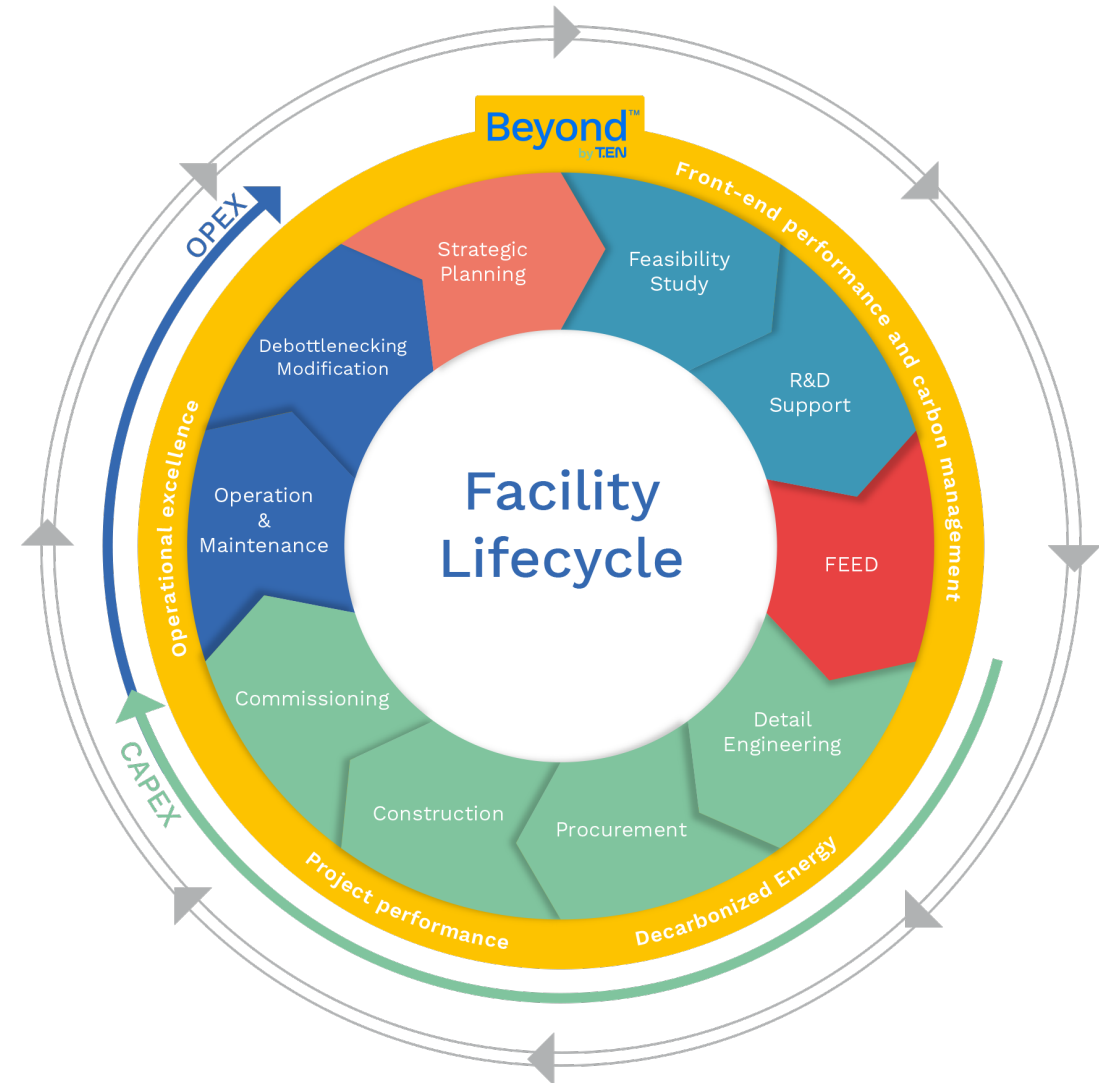 Beyond™
by T.EN
Front-end performance and carbon management
Decarbonized Energy
Project performance
Operational excellence
OPEX
CAPEX
Strategic
Planning
Feasibility
Study
R&D
Support
FEED
Detail
Engineering
Procurement
Construction
Commissioning
Operation
&
Maintenance
Debottlenecking
Modification
Facility
Lifecycle